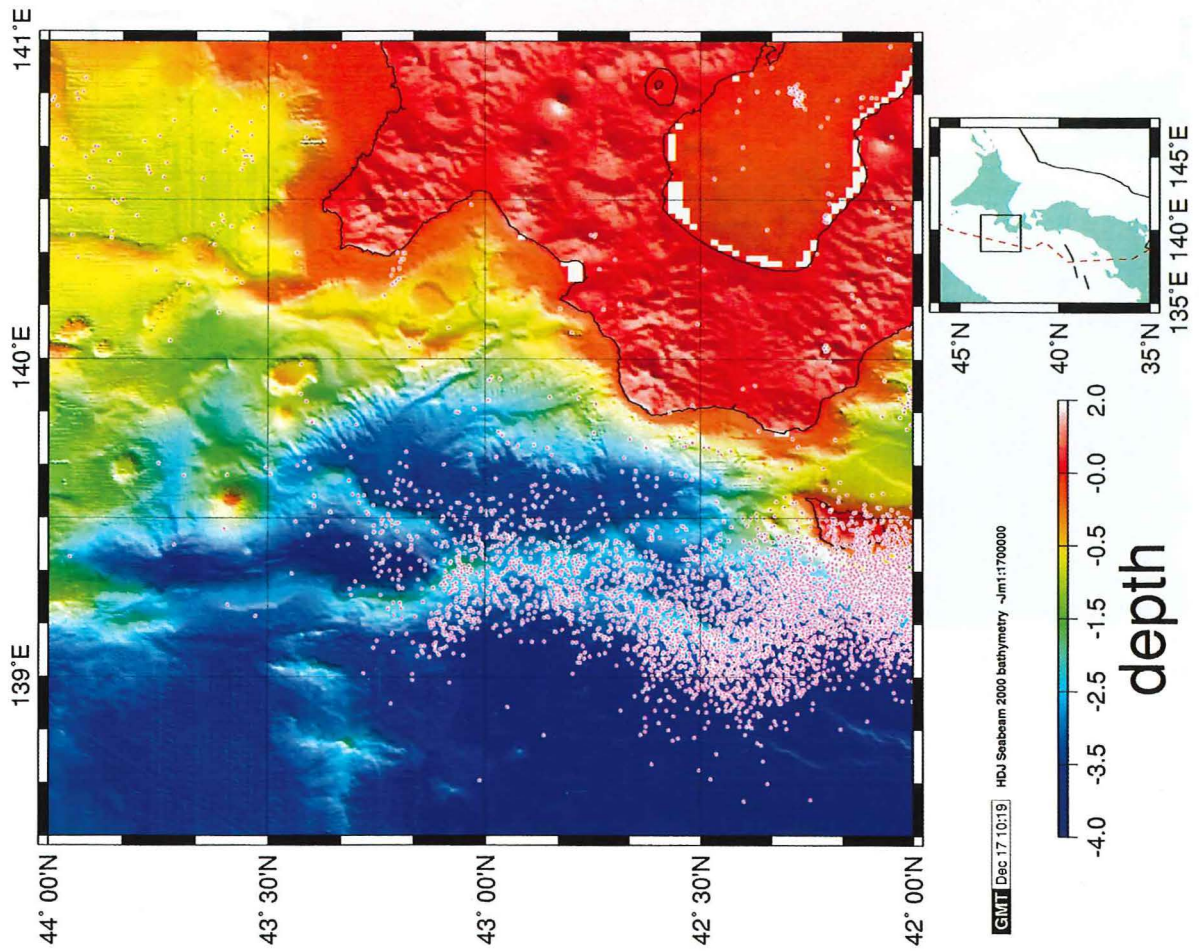 139˚E 140˚E 141˚E
44˚ 00'N
43˚ 30'N
43˚ 00'N
42˚ 30'N
42˚ 00'N
GMT Dec 17 10:19 HDJ Seabeam 2000 bathymetry -Jm1:1700000
-4.0 -3.5 -2.5 -1.5 -0.5 -0.0 2.0
depth
45˚N
40˚N
35˚N
135˚E 140˚E 145˚E